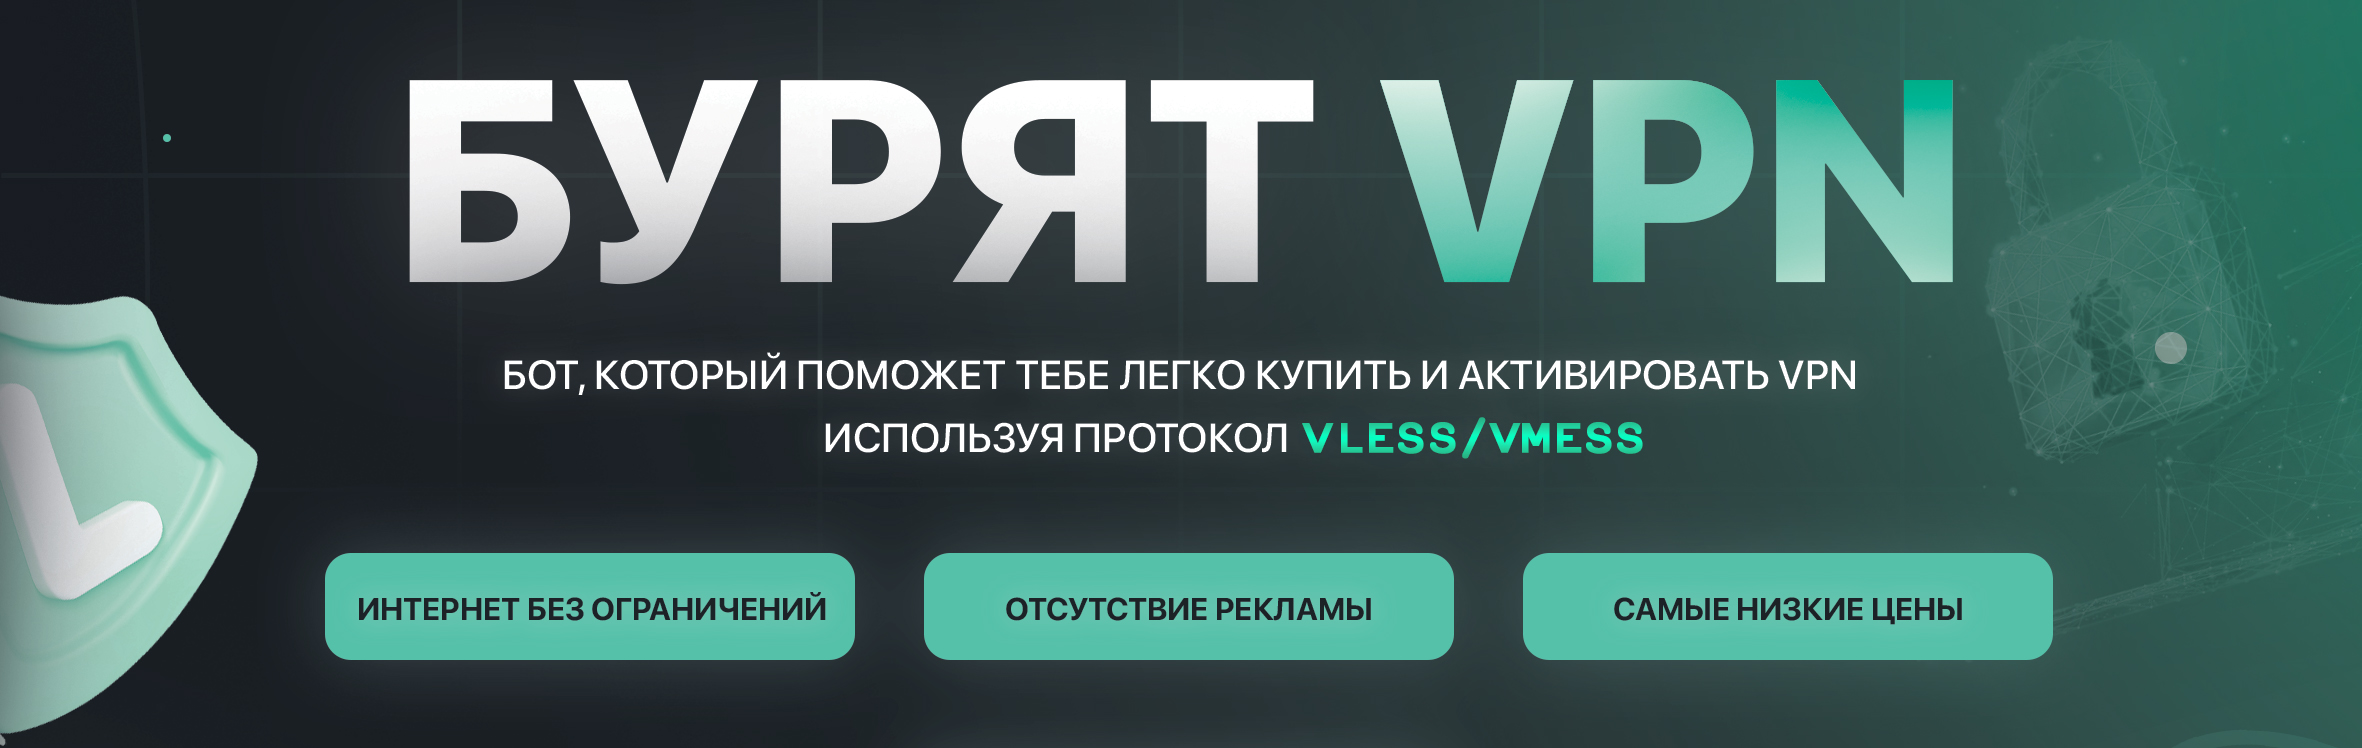 БУРЯТ VPN
БОТ, КОТОРЫЙ ПОМОЖЕТ ТЕБЕ ЛЕГКО КУПИТЬ И АКТИВИРОВАТЬ VPN
ИСПОЛЬЗУЯ ПРОТОКОЛ VLESS/VMESS
ИНТЕРНЕТ БЕЗ ОГРАНИЧЕНИЙ
ОТСУТСТВИЕ РЕКЛАМЫ
САМЫЕ НИЗКИЕ ЦЕНЫ